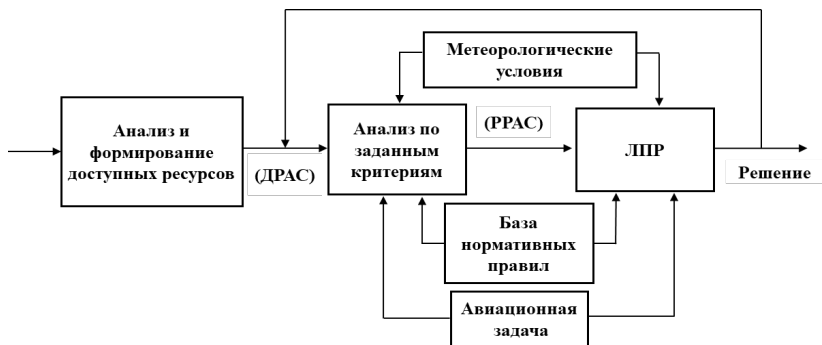 Метеорологические
условия
Анализ и
формирование
доступных ресурсов
(ДРАС)
Анализ по
заданным
критериям
(РРАС)
ЛПР
Решение
База
нормативных
правил
Авиационная
задача